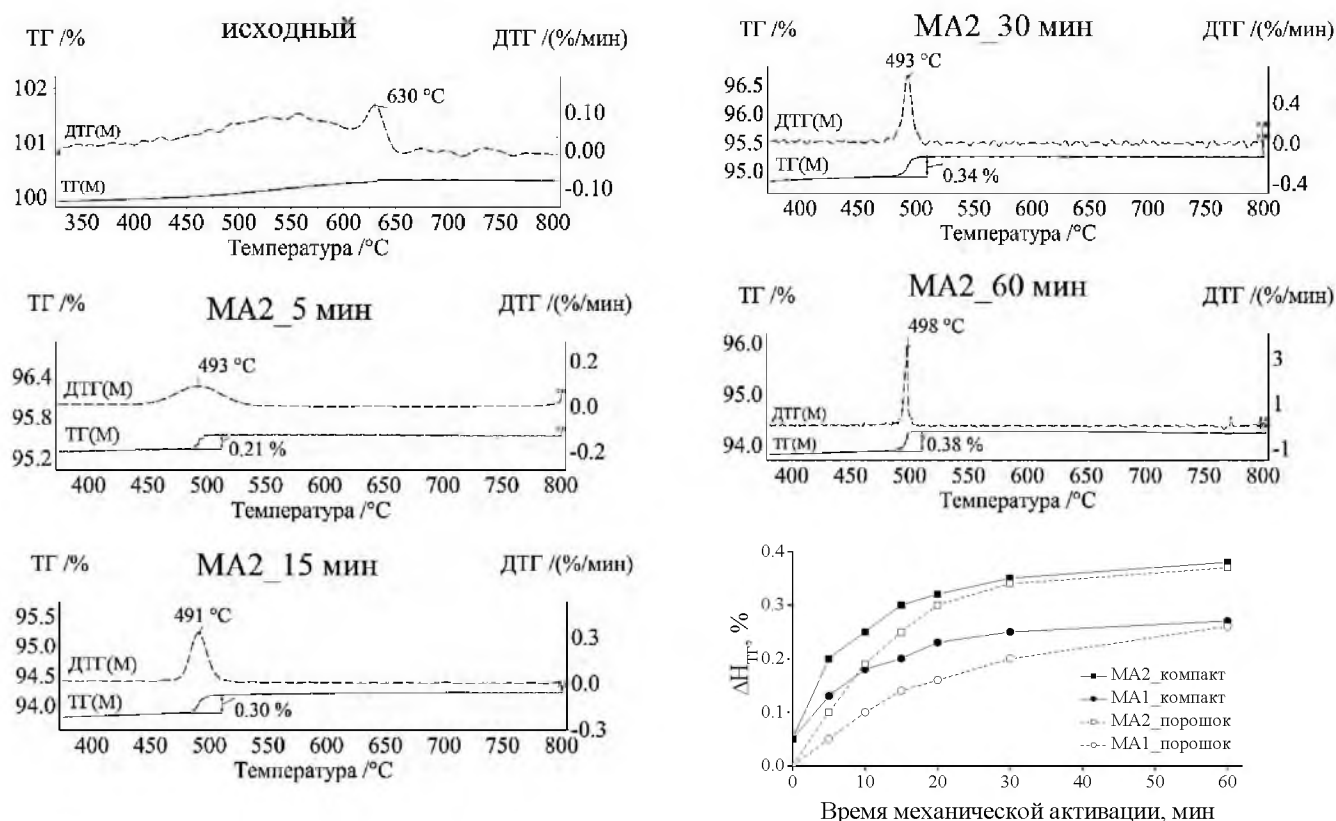 исходный
ТГ /%
ДТГ /(%/мин)
102
101
100
630 °C
0.10
0.00
-0.10
ДТГ(М)
ТГ(М)
350 400 450 500 550 600 650 700 750 800
Температура /°C
МА2_5 мин
ТГ /%
ДТГ /(%/мин)
96.4
95.8
95.2
493 °C
0.2
0.0
-0.2
ДТГ(М)
ТГ(М)
0.21 %
400 450 500 550 600 650 700 750 800
Температура /°C
МА2_15 мин
ТГ /%
ДТГ /(%/мин)
95.5
95.0
94.5
94.0
491 °C
0.3
0.0
-0.3
ДТГ(М)
ТГ(М)
0.30 %
400 450 500 550 600 650 700 750 800
Температура /°C
МА2_30 мин
ТГ /%
ДТГ /(%/мин)
96.5
96.0
95.5
95.0
493 °C
0.4
0.0
-0.4
ДТГ(М)
ТГ(М)
0.34 %
400 450 500 550 600 650 700 750 800
Температура /°C
МА2_60 мин
ТГ /%
ДТГ /(%/мин)
96.0
95.0
94.0
498 °C
3
1
-1
ДТГ(М)
ТГ(М)
0.38 %
400 450 500 550 600 650 700 750 800
Температура /°C
0.4
0.3
0.2
0.1
0.0
ΔH_ТГ, %
МА2_компакт
МА1_компакт
МА2_порошок
МА1_порошок
0 10 20 30 40 50 60
Время механической активации, мин